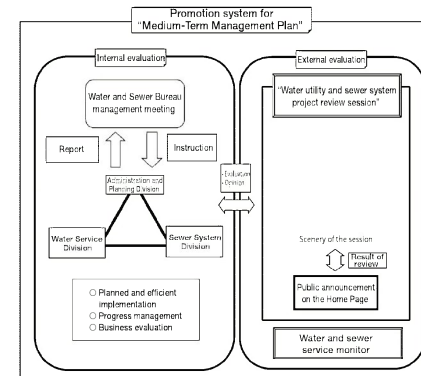 Promotion system for
“Medium-Term Management Plan”
Internal evaluation
Water and Sewer Bureau
management meeting
Report
Instruction
Administration and
Planning Division
Water Service
Division
Sewer System
Division
○ Planned and efficient
implementation
○ Progress management
○ Business evaluation
- Evaluation
- Opinion
External evaluation
“Water utility and sewer system
project review session”
Scenery of the session
Result of
review
Public announcement
on the Home Page
Water and sewer
service monitor